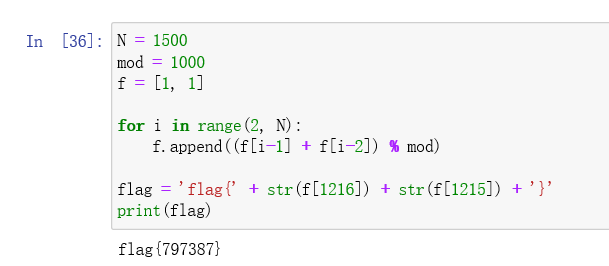 In [36]: N = 1500
mod = 1000
f = [1, 1]
for i in range(2, N):
    f.append((f[i-1] + f[i-2]) % mod)
flag = 'flag{' + str(f[1216]) + str(f[1215]) + '}'
print(flag)
flag{797387}